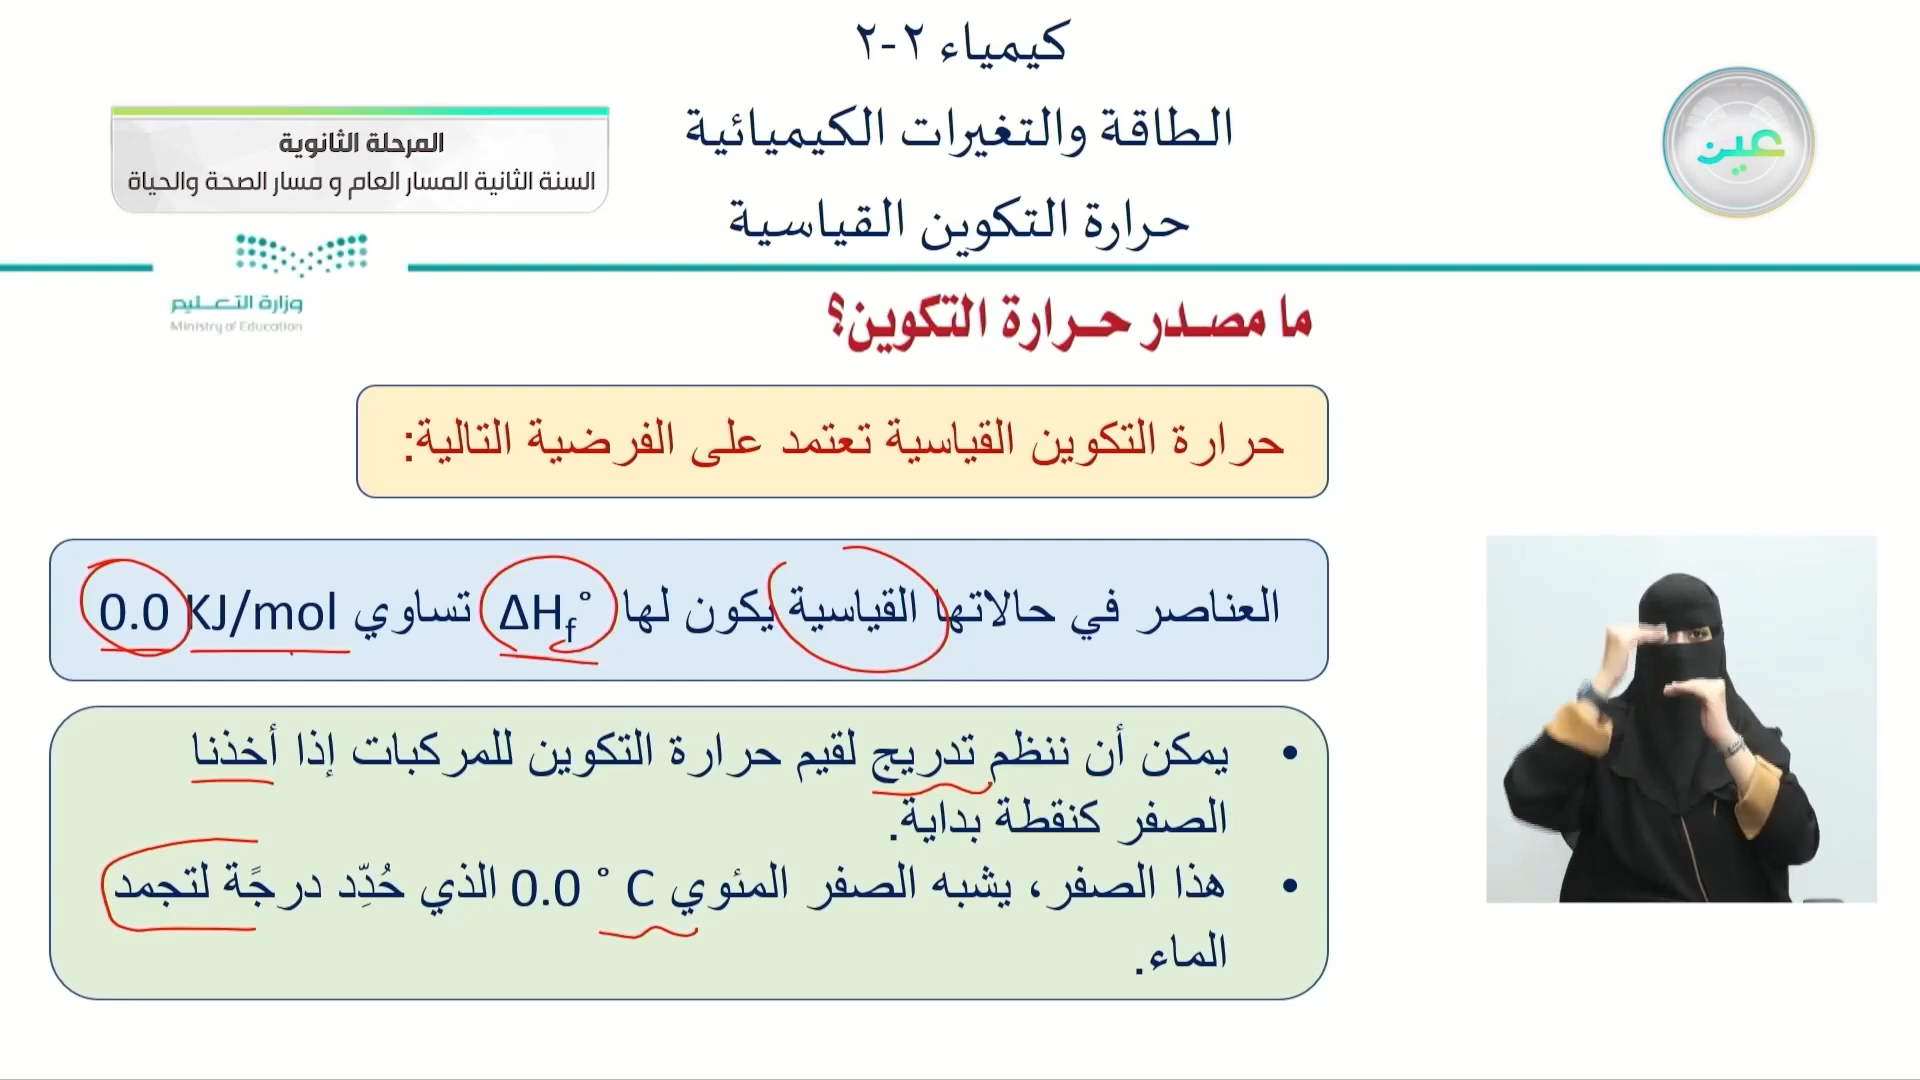 كيمياء ٢-٢
الطاقة والتغيرات الكيميائية
حرارة التكوين القياسية
عين
المرحلة الثانوية
السنة الثانية المسار العام و مسار الصحة والحياة
وزارة التعليم
Ministry of Education
ما مصدر حرارة التكوين؟
حرارة التكوين القياسية تعتمد على الفرضية التالية:
العناصر في حالاتها القياسية يكون لها ΔHf° تساوي 0.0 KJ/mol
• يمكن أن ننظم تدريج لقيم حرارة التكوين للمركبات إذا أخذنا
الصفر كنقطة بداية.
• هذا الصفر، يشبه الصفر المئوي 0.0 °C الذي حُدِّد درجًة لتجمد
الماء.